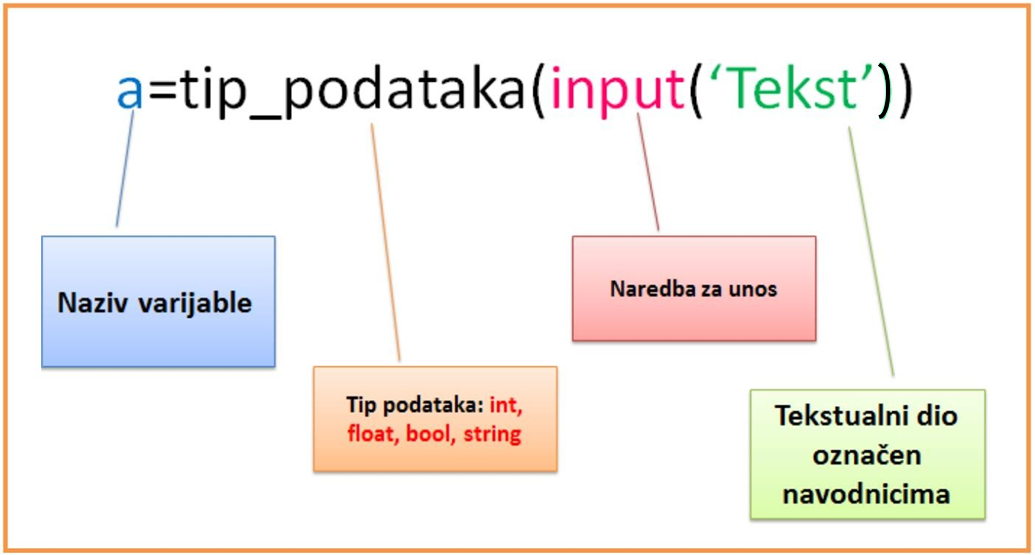 a=tip_podataka(input(‘Tekst’))
Naziv varijable
Naredba za unos
Tip podataka: int,
float, bool, string
Tekstualni dio
označen
navodnicima